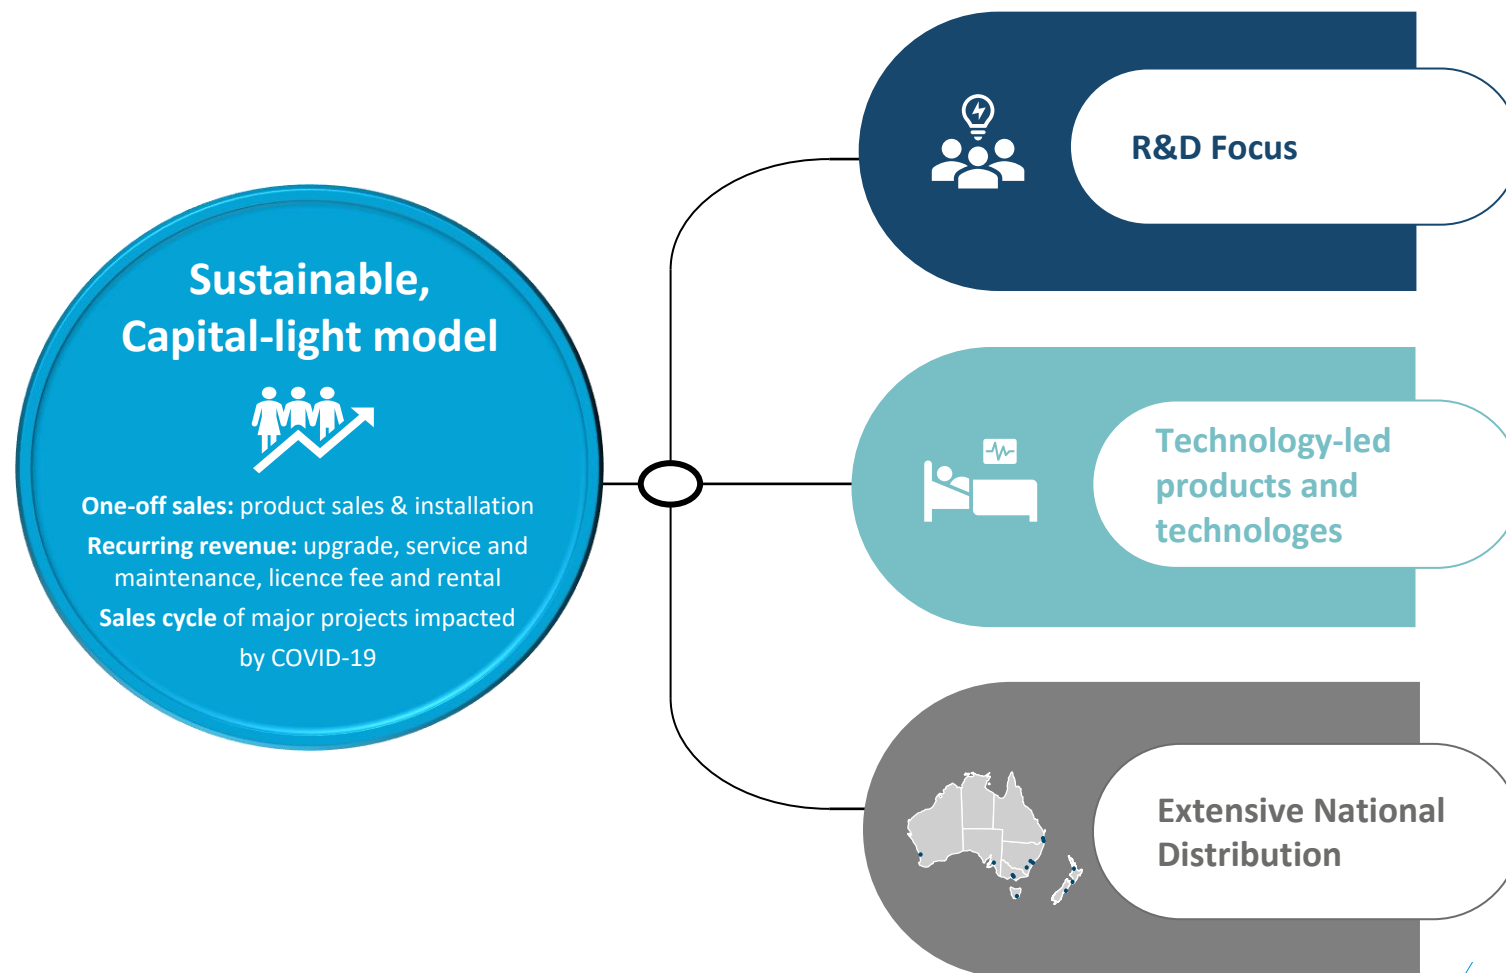 Sustainable,
Capital-light model
One-off sales: product sales & installation
Recurring revenue: upgrade, service and
maintenance, licence fee and rental
Sales cycle of major projects impacted
by COVID-19
R&D Focus
Technology-led
products and
technologes
Extensive National
Distribution